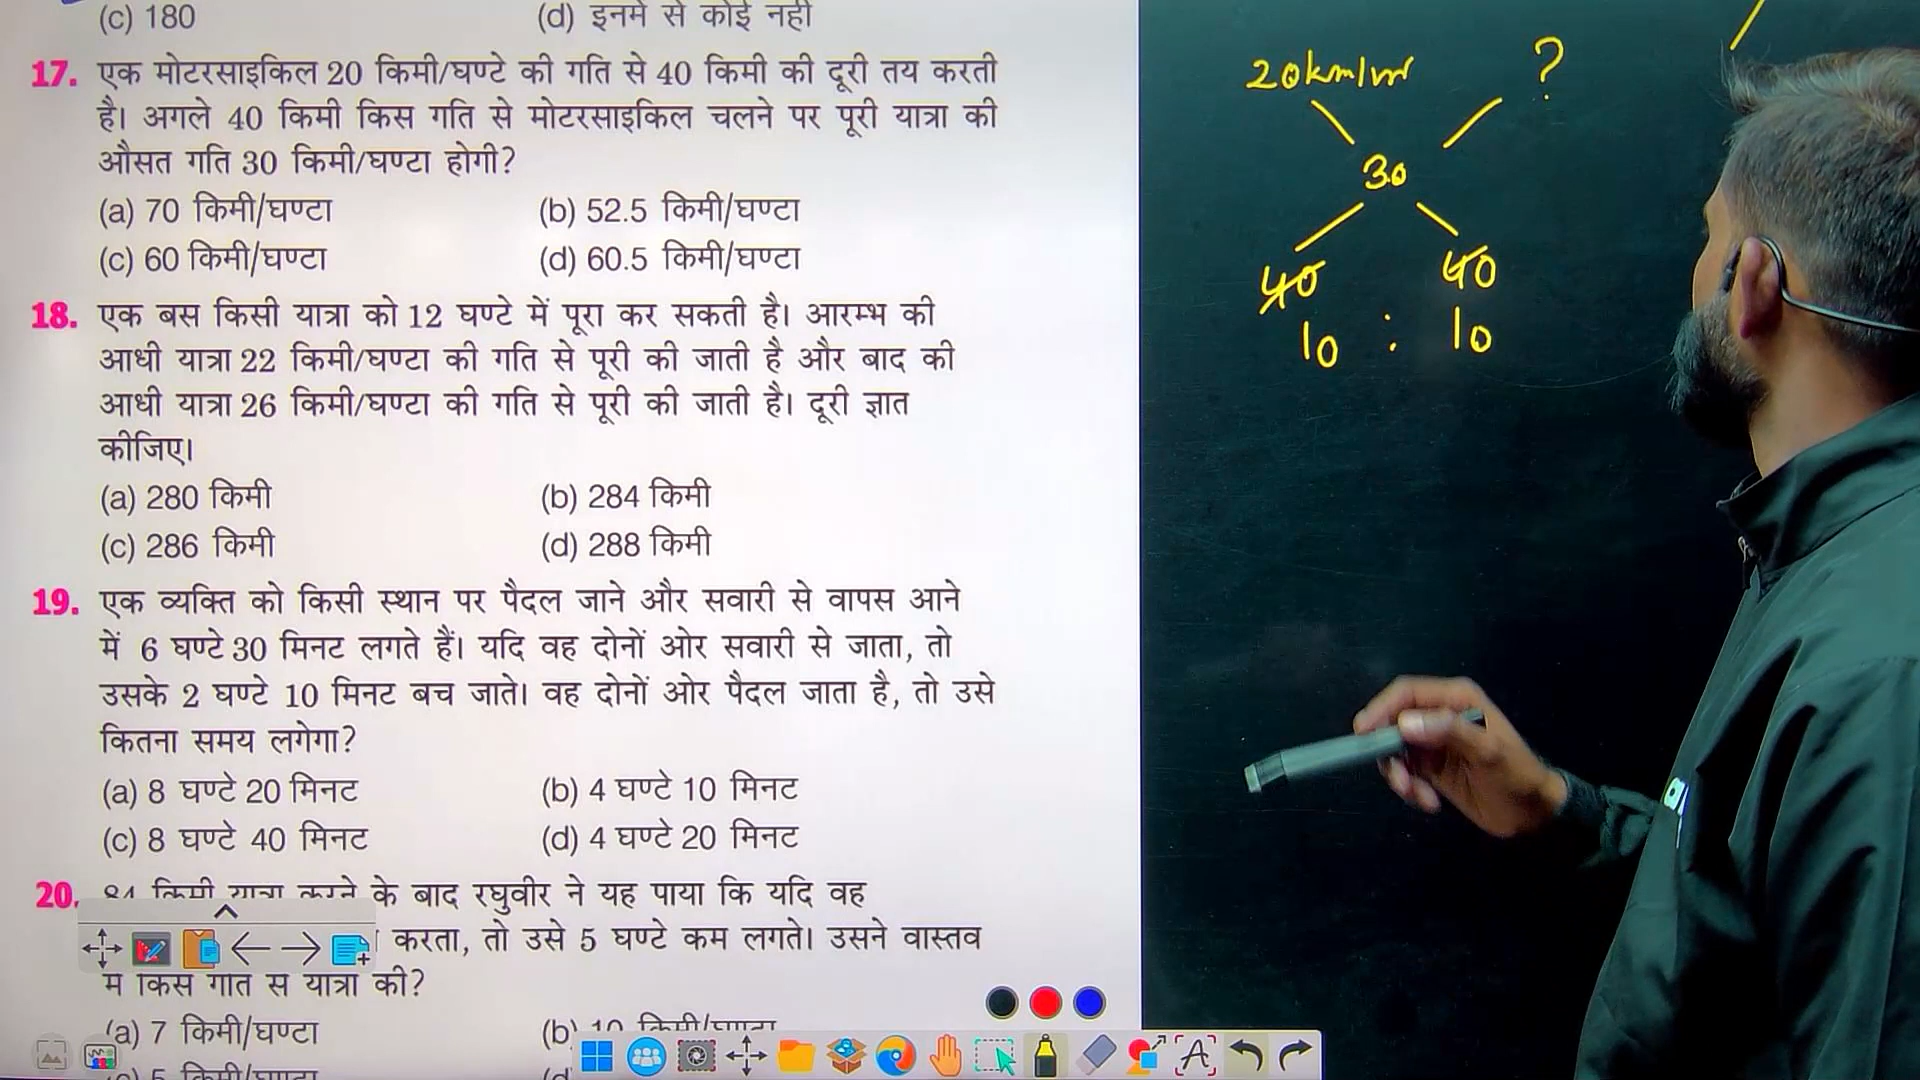 (c) 180 (d) इनमें से कोई नहीं
17. एक मोटरसाइकिल 20 किमी/घण्टे की गति से 40 किमी की दूरी तय करती
है। अगले 40 किमी किस गति से मोटरसाइकिल चलने पर पूरी यात्रा की
औसत गति 30 किमी/घण्टा होगी?
(a) 70 किमी/घण्टा (b) 52.5 किमी/घण्टा
(c) 60 किमी/घण्टा (d) 60.5 किमी/घण्टा
18. एक बस किसी यात्रा को 12 घण्टे में पूरा कर सकती है। आरम्भ की
आधी यात्रा 22 किमी/घण्टा की गति से पूरी की जाती है और बाद की
आधी यात्रा 26 किमी/घण्टा की गति से पूरी की जाती है। दूरी ज्ञात
कीजिए।
(a) 280 किमी (b) 284 किमी
(c) 286 किमी (d) 288 किमी
19. एक व्यक्ति को किसी स्थान पर पैदल जाने और सवारी से वापस आने
में 6 घण्टे 30 मिनट लगते हैं। यदि वह दोनों ओर सवारी से जाता, तो
उसके 2 घण्टे 10 मिनट बच जाते। वह दोनों ओर पैदल जाता है, तो उसे
कितना समय लगेगा?
(a) 8 घण्टे 20 मिनट (b) 4 घण्टे 10 मिनट
(c) 8 घण्टे 40 मिनट (d) 4 घण्टे 20 मिनट
20. 84 किमी यात्रा करने के बाद रघुवीर ने यह पाया कि यदि वह
करता, तो उसे 5 घण्टे कम लगते। उसने वास्तव
में किस गति से यात्रा की?
(a) 7 किमी/घण्टा (b) 10 किमी/घण्टा
(c) 5 किमी/घण्टा (d)
20km/hr ?
30
40 40
10 : 10